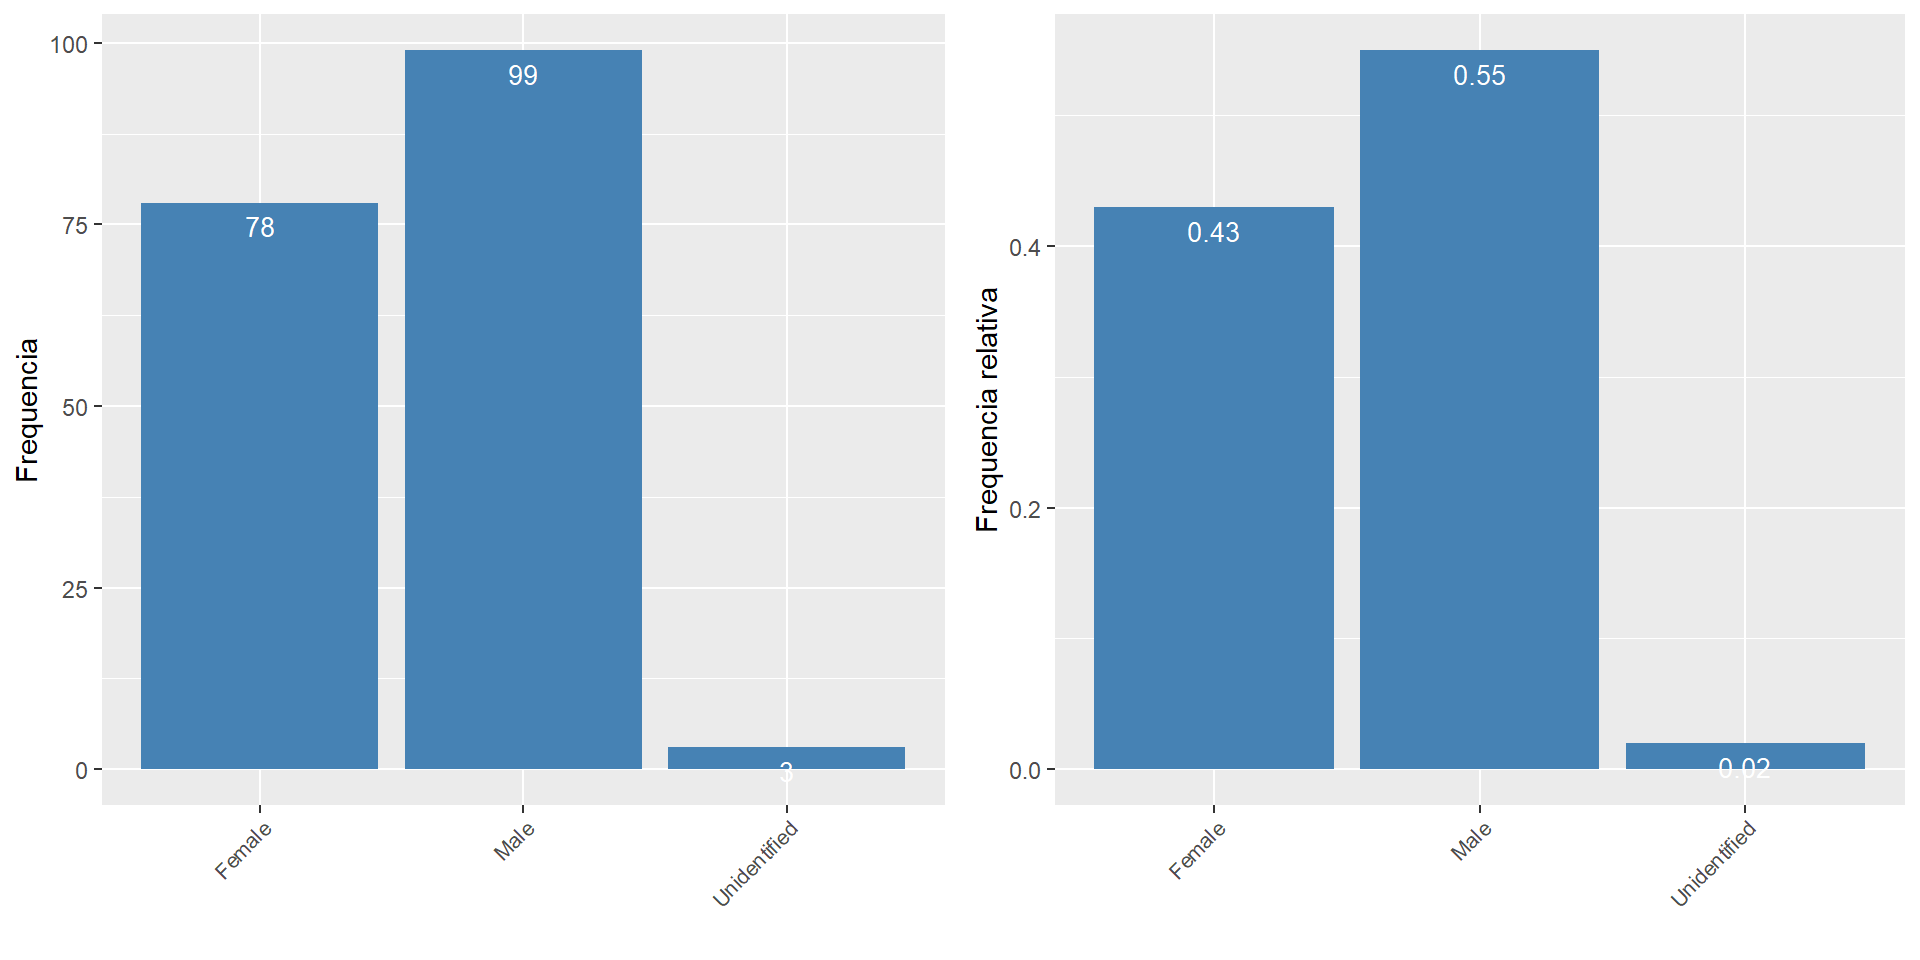 Frequencia
100
75
50
25
0
78
99
3
Female
Male
Unidentified
Frequencia relativa
0.4
0.2
0.0
0.43
0.55
0.02
Female
Male
Unidentified